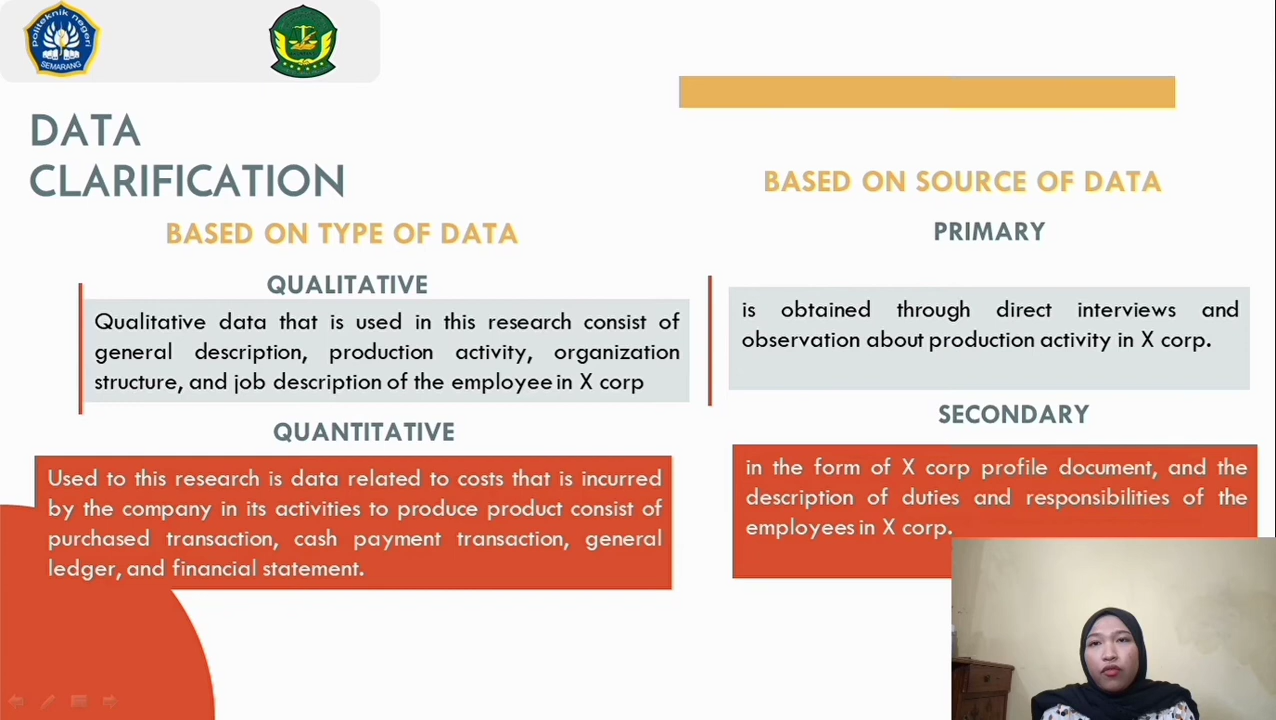 politeknik negeri
SEMARANG
DATA
CLARIFICATION
BASED ON TYPE OF DATA
QUALITATIVE
Qualitative data that is used in this research consist of
general description, production activity, organization
structure, and job description of the employee in X corp
QUANTITATIVE
Used to this research is data related to costs that is incurred
by the company in its activities to produce product consist of
purchased transaction, cash payment transaction, general
ledger, and financial statement.
BASED ON SOURCE OF DATA
PRIMARY
is obtained through direct interviews and
observation about production activity in X corp.
SECONDARY
in the form of X corp profile document, and the
description of duties and responsibilities of the
employees in X corp.